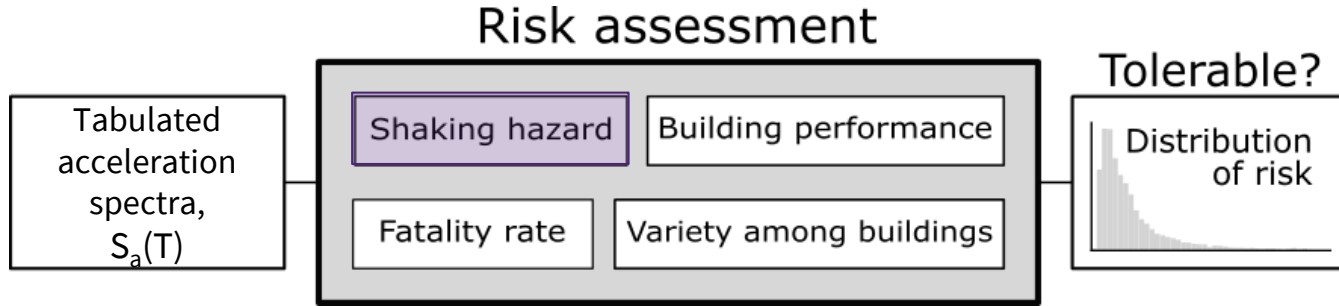 Risk assessment
Tabulated
acceleration
spectra,
Sₐ(T)
Shaking hazard
Building performance
Fatality rate
Variety among buildings
Tolerable?
Distribution
of risk